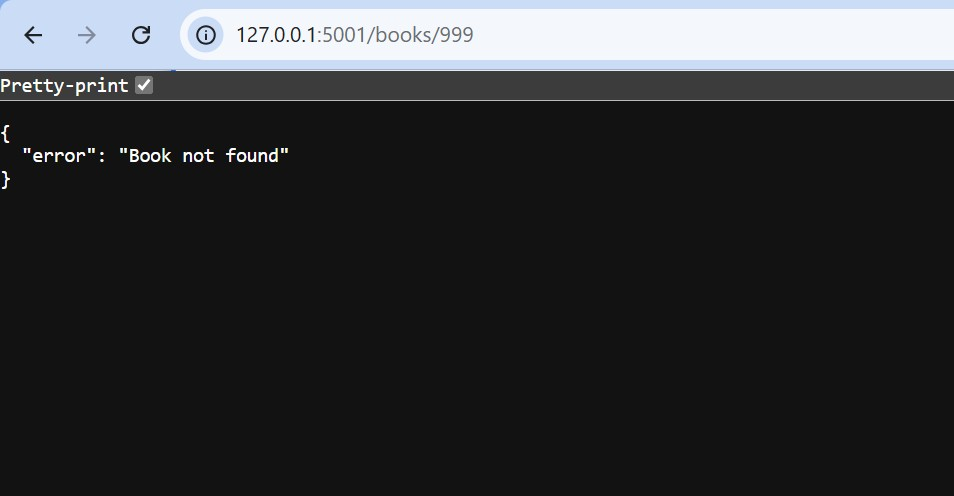 127.0.0.1:5001/books/999
Pretty-print
{
  "error": "Book not found"
}